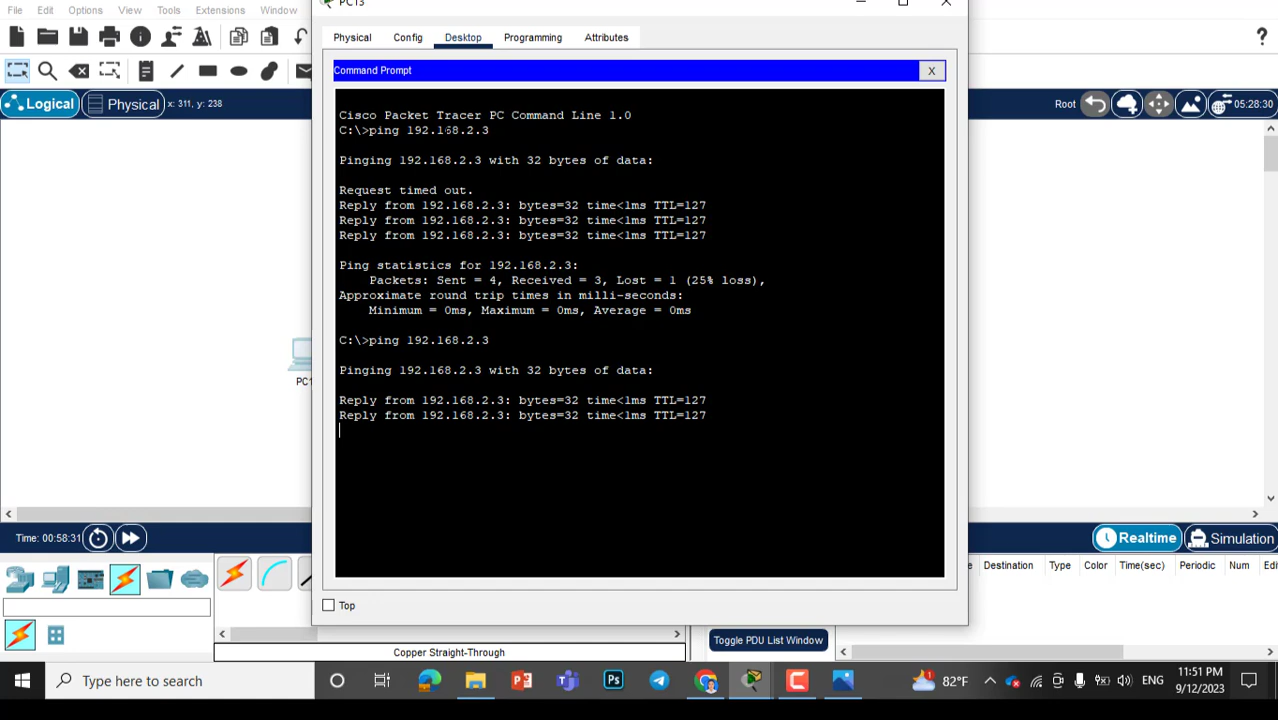 PC13
File Edit Options View Tools Extensions Window
Physical Config Desktop Programming Attributes
Command Prompt
X
Logical
Physical
x: 311, y: 238
Root
05:28:30
Cisco Packet Tracer PC Command Line 1.0
C:\>ping 192.168.2.3
Pinging 192.168.2.3 with 32 bytes of data:
Request timed out.
Reply from 192.168.2.3: bytes=32 time<1ms TTL=127
Reply from 192.168.2.3: bytes=32 time<1ms TTL=127
Reply from 192.168.2.3: bytes=32 time<1ms TTL=127
Ping statistics for 192.168.2.3:
Packets: Sent = 4, Received = 3, Lost = 1 (25% loss),
Approximate round trip times in milli-seconds:
Minimum = 0ms, Maximum = 0ms, Average = 0ms
C:\>ping 192.168.2.3
Pinging 192.168.2.3 with 32 bytes of data:
Reply from 192.168.2.3: bytes=32 time<1ms TTL=127
Reply from 192.168.2.3: bytes=32 time<1ms TTL=127
PC1
Time: 00:58:31
Realtime
Simulation
Destination Type Color Time(sec) Periodic Num Edi
Top
Toggle PDU List Window
Copper Straight-Through
Type here to search
82°F
ENG
11:51 PM
9/12/2023